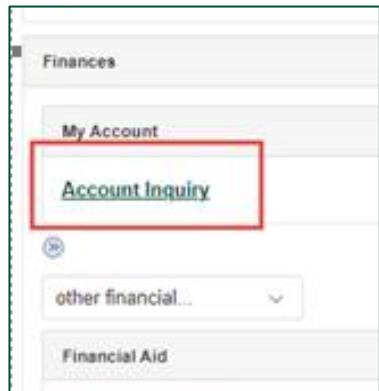 Finances
My Account
Account Inquiry
other financial...
Financial Aid